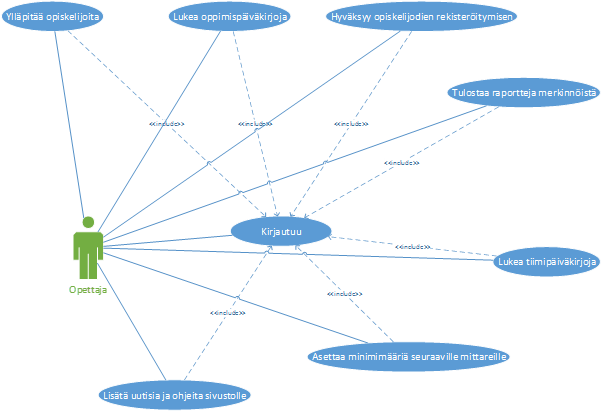 Ylläpitää opiskelijoita
Lukea oppimispäiväkirjoja
Hyväksyy opiskelijodien rekisteröitymisen
Tulostaa raportteja merkinnöistä
<<include>>
<<include>>
<<include>>
<<include>>
Kirjautuu
<<include>>
Lukea tiimipäiväkirjoja
Opettaja
<<include>>
<<include>>
Asettaa minimimääriä seuraaville mittareille
Lisätä uutisia ja ohjeita sivustolle